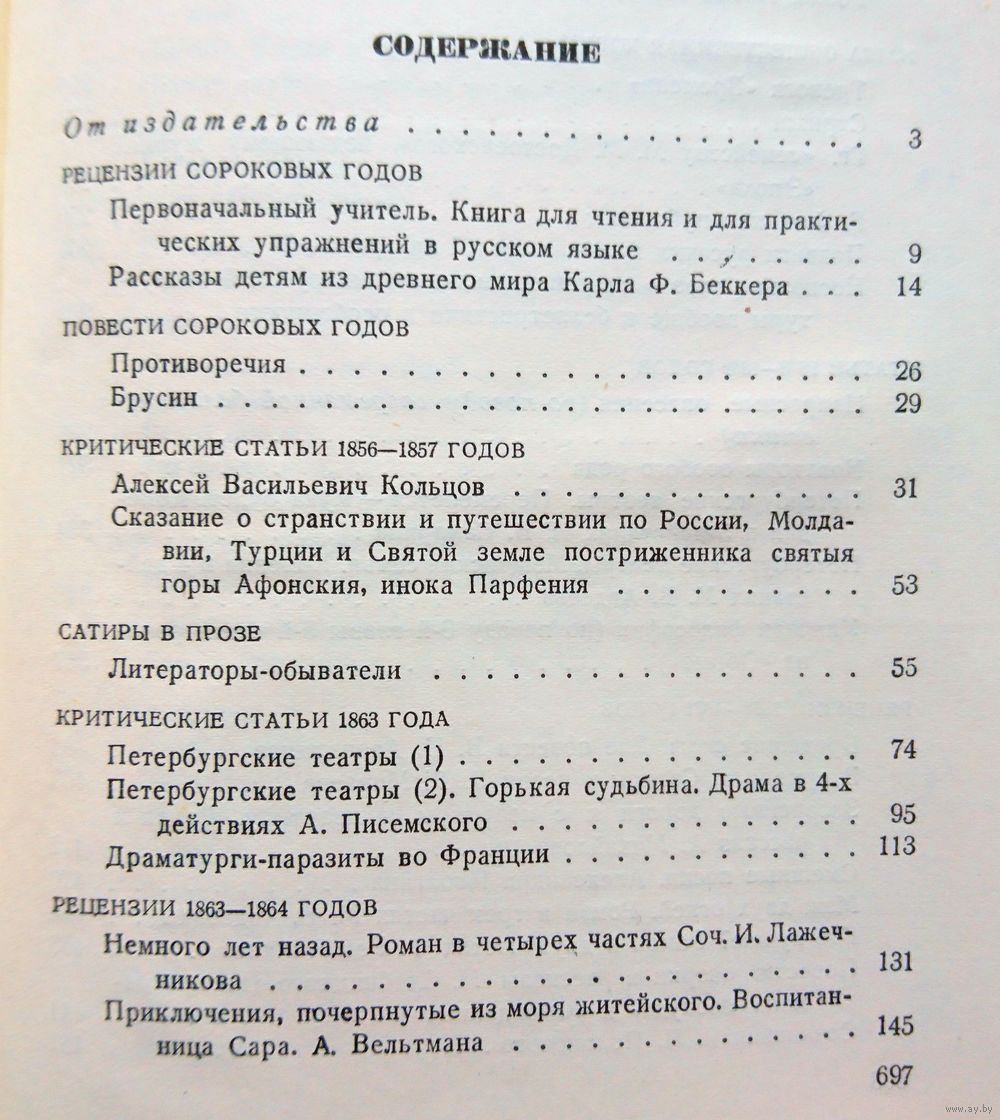 СОДЕРЖАНИЕ
От издательства . . . . . . . . . . . . . . . 3
РЕЦЕНЗИИ СОРОКОВЫХ ГОДОВ
Первоначальный учитель. Книга для чтения и для практи-
ческих упражнений в русском языке . . . . . . . . 9
Рассказы детям из древнего мира Карла Ф. Беккера . . . 14
ПОВЕСТИ СОРОКОВЫХ ГОДОВ
Противоречия . . . . . . . . . . . . . . . . . . . 26
Брусин . . . . . . . . . . . . . . . . . . . . . . 29
КРИТИЧЕСКИЕ СТАТЬИ 1856—1857 ГОДОВ
Алексей Васильевич Кольцов . . . . . . . . . . . . 31
Сказание о странствии и путешествии по России, Молда-
вии, Турции и Святой земле постриженника святыя
горы Афонския, инока Парфения . . . . . . . . . . 53
САТИРЫ В ПРОЗЕ
Литераторы-обыватели . . . . . . . . . . . . . . . 55
КРИТИЧЕСКИЕ СТАТЬИ 1863 ГОДА
Петербургские театры (1) . . . . . . . . . . . . . . 74
Петербургские театры (2). Горькая судьбина. Драма в 4-х
действиях А. Писемского . . . . . . . . . . . . . 95
Драматурги-паразиты во Франции . . . . . . . . . . 113
РЕЦЕНЗИИ 1863—1864 ГОДОВ
Немного лет назад. Роман в четырех частях Соч. И. Лажеч-
никова . . . . . . . . . . . . . . . . . . . . . . 131
Приключения, почерпнутые из моря житейского. Воспитан-
ница Сара. А. Вельтмана . . . . . . . . . . . . . 145
697
www.ay.by